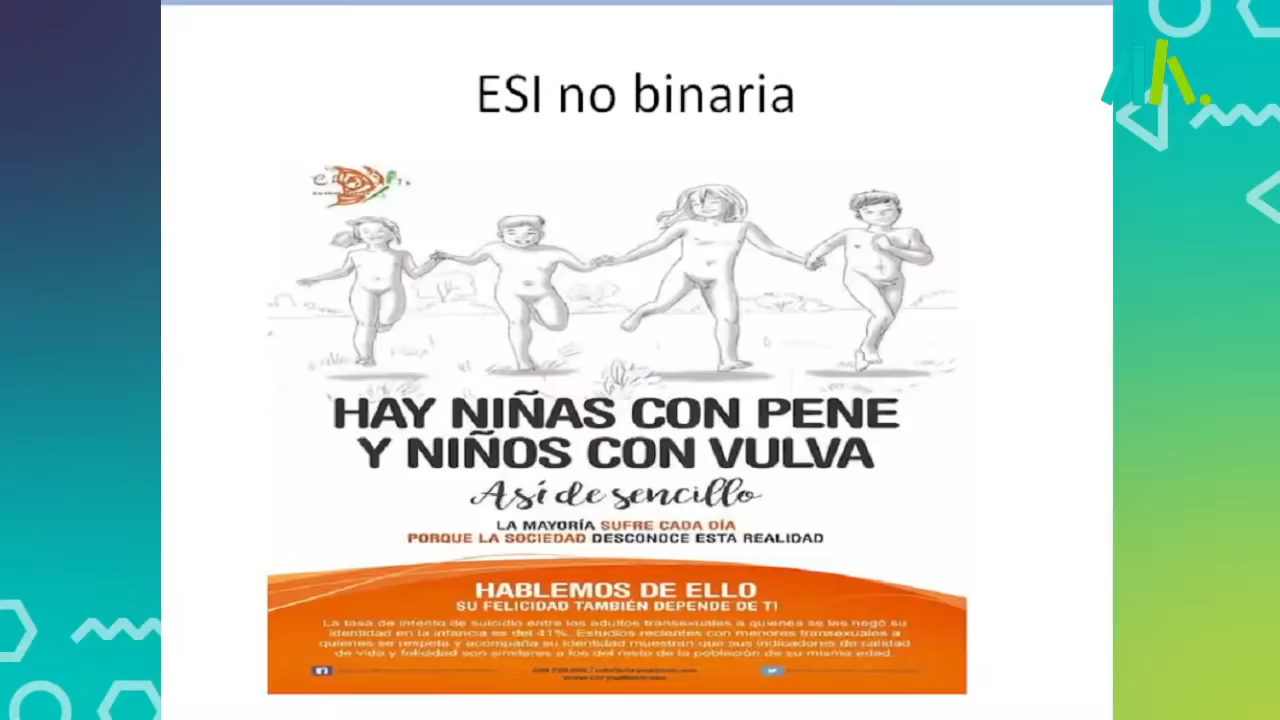 ESI no binaria
HAY NIÑAS CON PENE
Y NIÑOS CON VULVA
Así de sencillo
LA MAYORÍA SUFRE CADA DÍA
PORQUE LA SOCIEDAD DESCONOCE ESTA REALIDAD
HABLEMOS DE ELLO
SU FELICIDAD TAMBIÉN DEPENDE DE TI
La tasa de intento de suicidio entre los adultos transexuales a quienes se les negó su
identidad en la infancia es del 41%. Estudios recientes con menores transexuales a
quienes se respeta y acompaña su identidad muestran que sus indicadores de calidad
de vida y felicidad son similares a los del resto de la población de su misma edad.